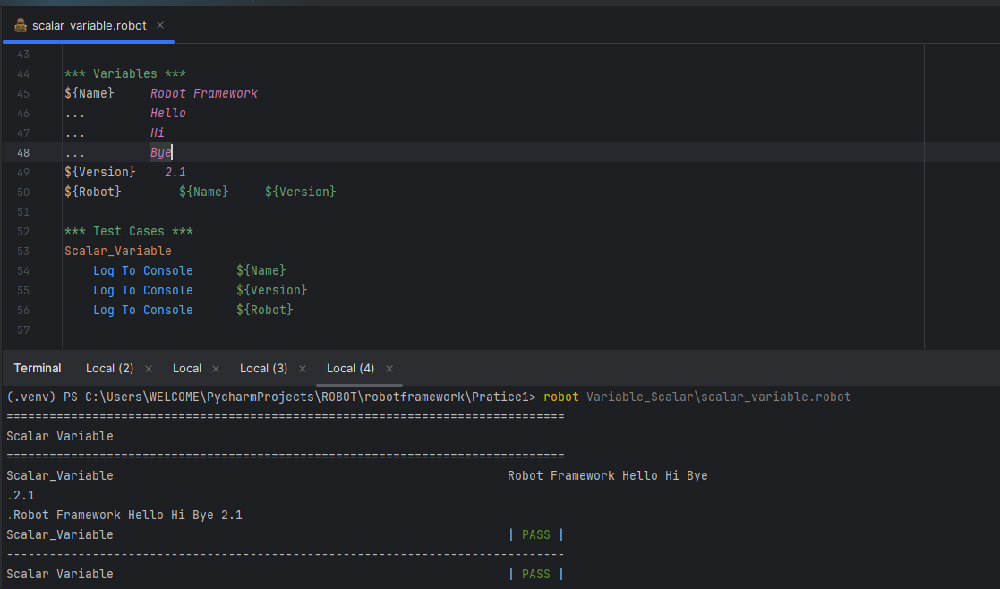 scalar_variable.robot ×
43
44 *** Variables ***
45 ${Name}     Robot Framework
46 ...         Hello
47 ...         Hi
48 ...         Bye
49 ${Version}    2.1
50 ${Robot}        ${Name}     ${Version}
51
52 *** Test Cases ***
53 Scalar_Variable
54     Log To Console      ${Name}
55     Log To Console      ${Version}
56     Log To Console      ${Robot}
57
Terminal Local (2) × Local × Local (3) × Local (4) ×
(.venv) PS C:\Users\WELCOME\PycharmProjects\ROBOT\robotframework\Pratice1> robot Variable_Scalar\scalar_variable.robot
==============================================================================
Scalar Variable
==============================================================================
Scalar_Variable                                                       Robot Framework Hello Hi Bye
.2.1
.Robot Framework Hello Hi Bye 2.1
Scalar_Variable                                                       | PASS |
------------------------------------------------------------------------------
Scalar Variable                                                       | PASS |